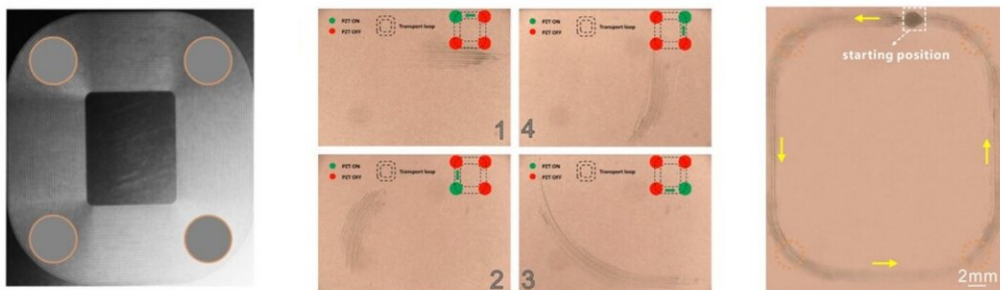 PZT ON
PZT OFF
Transport loop
1
PZT ON
PZT OFF
Transport loop
4
PZT ON
PZT OFF
Transport loop
2
PZT ON
PZT OFF
Transport loop
3
starting position
2mm